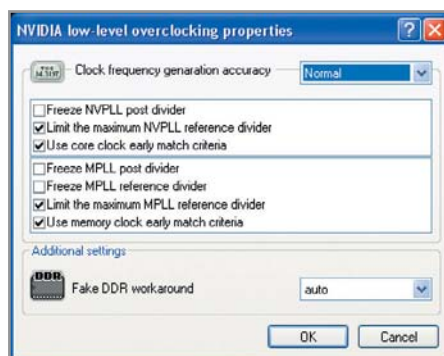 NVIDIA low-level overclocking properties
Clock frequency genaration accuracy
Normal
Freeze NVPLL post divider
Limit the maximum NVPLL reference divider
Use core clock early match criteria
Freeze MPLL post divider
Freeze MPLL reference divider
Limit the maximum MPLL reference divider
Use memory clock early match criteria
Additional settings
DDR
Fake DDR workaround
auto
OK
Cancel